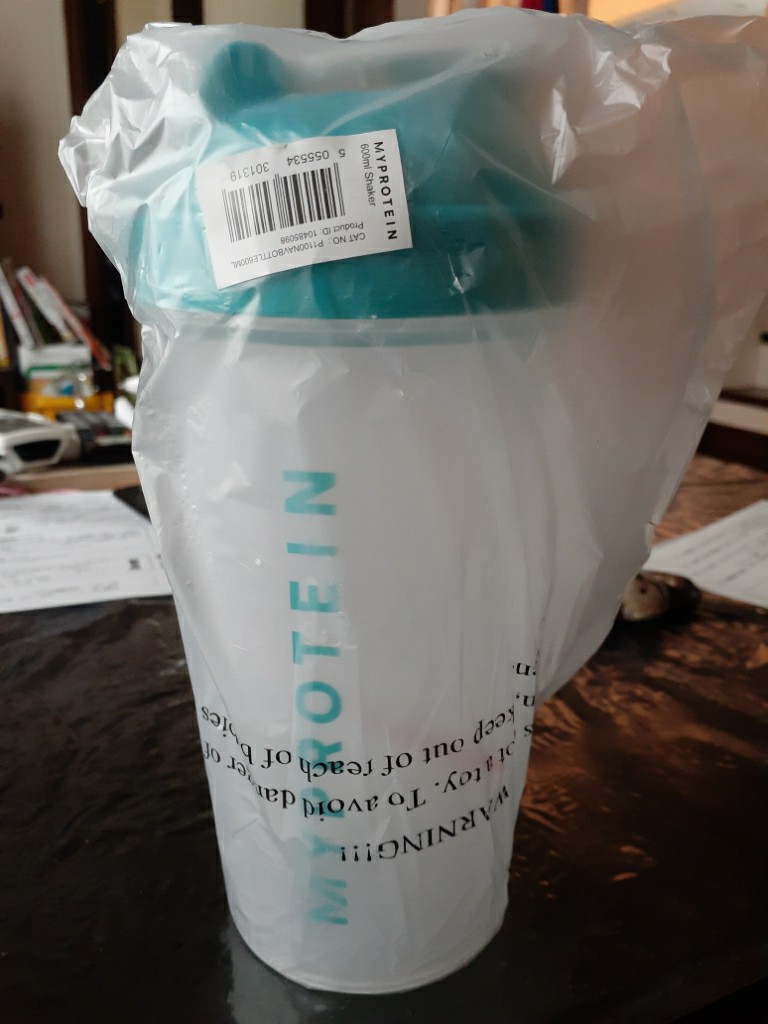 MYPROTEIN
600ml Shaker
5 055534 301319
CAT NO.: P1100NAVBOTTLE600ML
Product ID: 10485098
MYPROTEIN
WARNING!!!
a toy. To avoid danger of
keep out of reach of babies